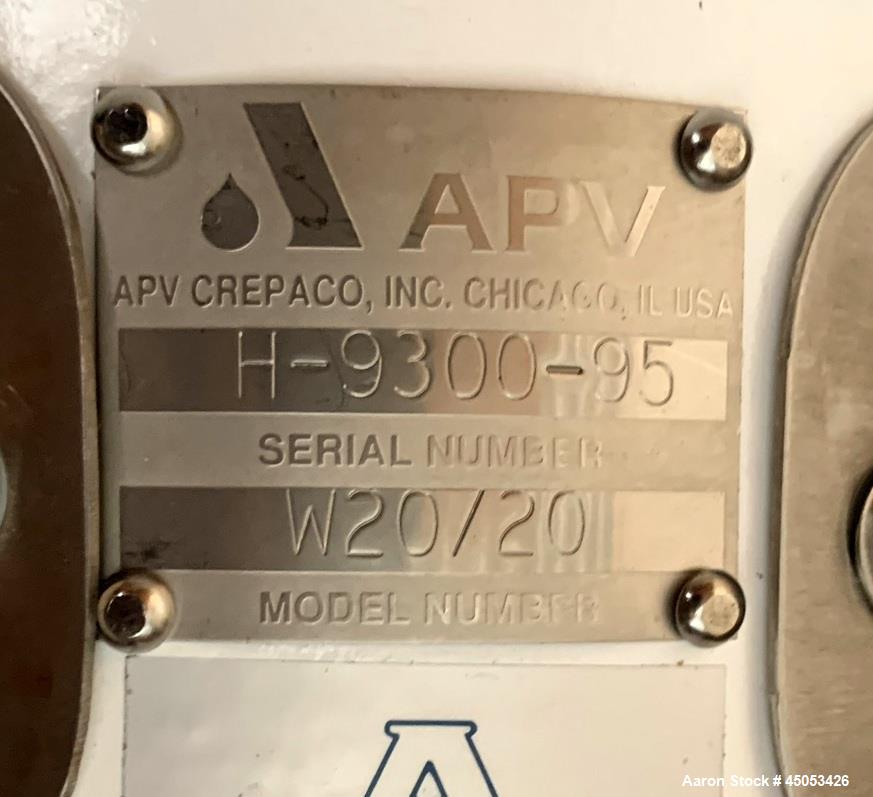 APV
APV CREPACO, INC. CHICAGO, IL USA
H-9300-95
SERIAL NUMBER
W20/20
MODEL NUMBER
Aaron Stock # 45053426